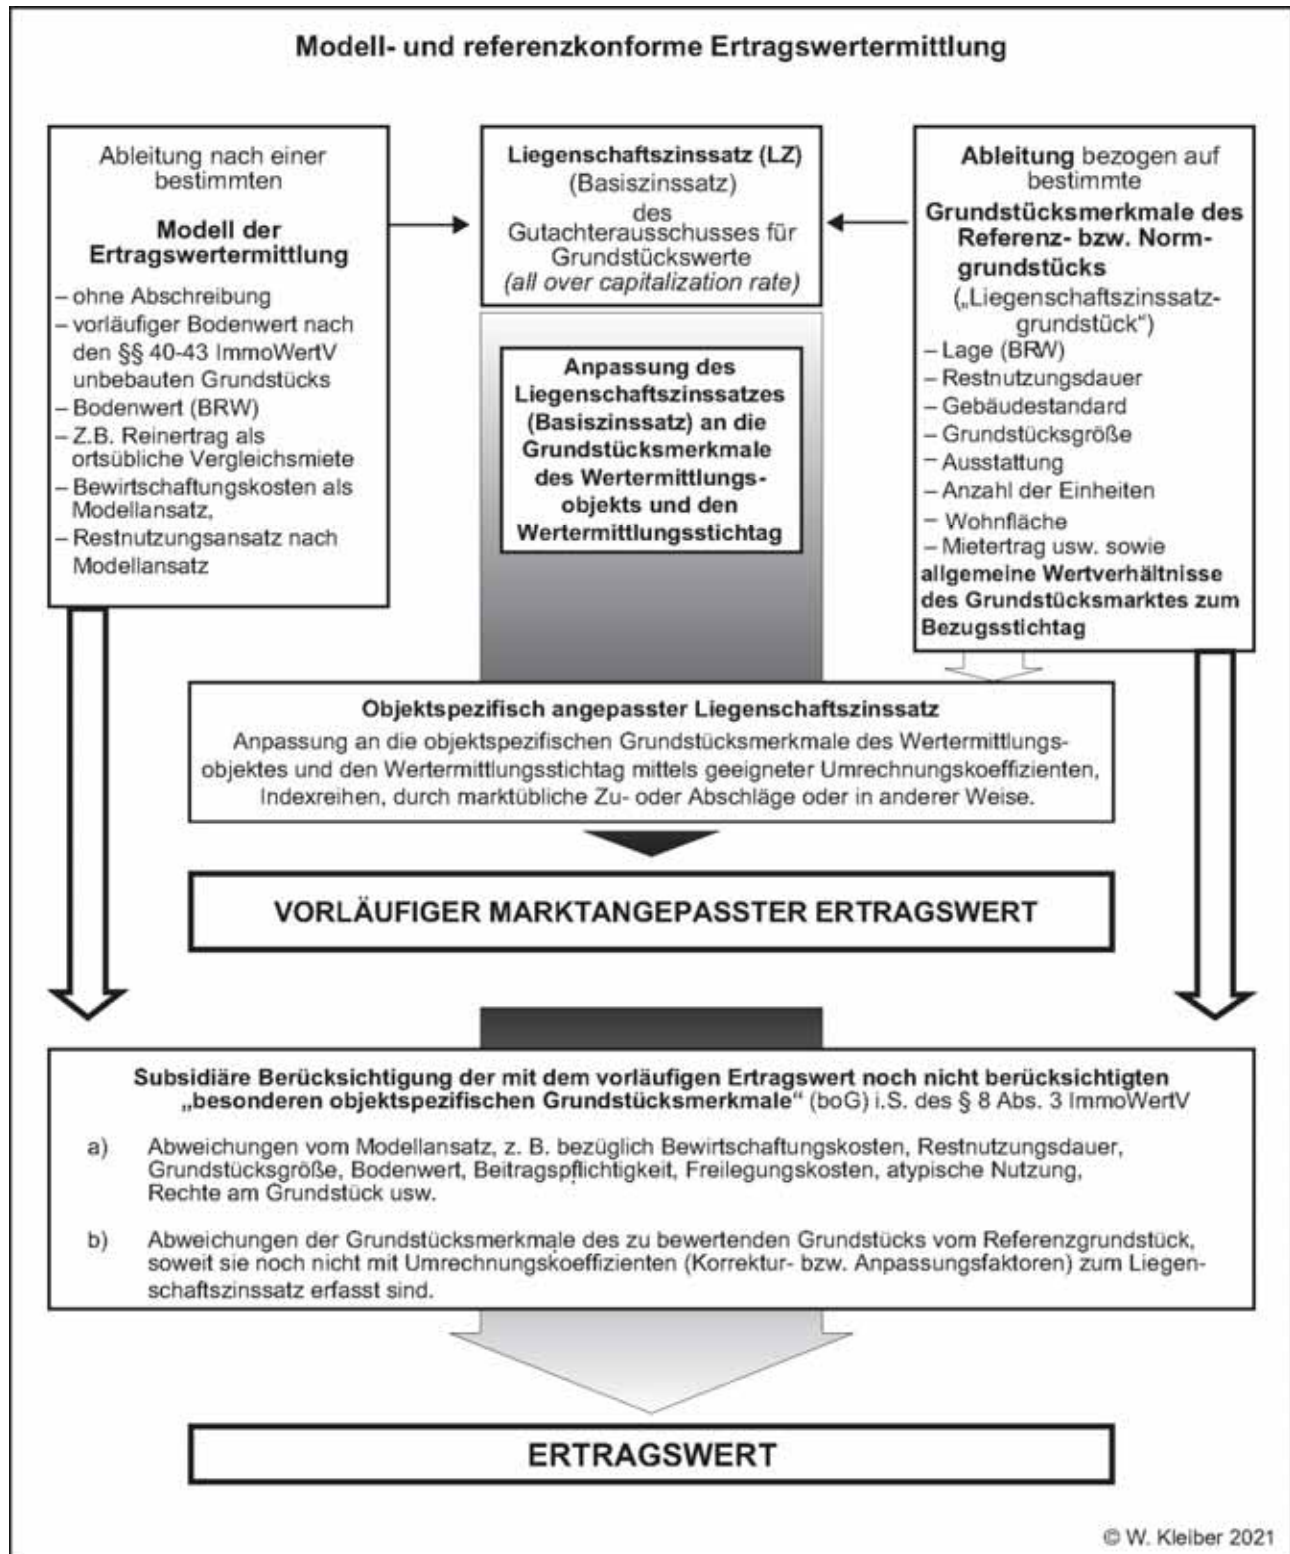 Modell- und referenzkonforme Ertragswertermittlung
Ableitung nach einer
bestimmten
Modell der
Ertragswertermittlung
– ohne Abschreibung
– vorläufiger Bodenwert nach
den §§ 40-43 ImmoWertV
unbebauten Grundstücks
– Bodenwert (BRW)
– Z.B. Reinertrag als
ortsübliche Vergleichsmiete
– Bewirtschaftungskosten als
Modellansatz,
– Restnutzungsansatz nach
Modellansatz
Liegenschaftszinssatz (LZ)
(Basiszinssatz)
des
Gutachterausschusses für
Grundstückswerte
(all over capitalization rate)
Anpassung des
Liegenschaftszinssatzes
(Basiszinssatz) an die
Grundstücksmerkmale
des Wertermittlungs-
objekts und den
Wertermittlungsstichtag
Ableitung bezogen auf
bestimmte
Grundstücksmerkmale des
Referenz- bzw. Norm-
grundstücks
(„Liegenschaftszinssatz-
grundstück“)
– Lage (BRW)
– Restnutzungsdauer
– Gebäudestandard
– Grundstücksgröße
– Ausstattung
– Anzahl der Einheiten
– Wohnfläche
– Mietertrag usw. sowie
allgemeine Wertverhältnisse
des Grundstücksmarktes zum
Bezugsstichtag
Objektspezifisch angepasster Liegenschaftszinssatz
Anpassung an die objektspezifischen Grundstücksmerkmale des Wertermittlungs-
objektes und den Wertermittlungsstichtag mittels geeigneter Umrechnungskoeffizienten,
Indexreihen, durch marktübliche Zu- oder Abschläge oder in anderer Weise.
VORLÄUFIGER MARKTANGEPASSTER ERTRAGSWERT
Subsidiäre Berücksichtigung der mit dem vorläufigen Ertragswert noch nicht berücksichtigten
„besonderen objektspezifischen Grundstücksmerkmale“ (boG) i.S. des § 8 Abs. 3 ImmoWertV
a) Abweichungen vom Modellansatz, z. B. bezüglich Bewirtschaftungskosten, Restnutzungsdauer,
Grundstücksgröße, Bodenwert, Beitragspflichtigkeit, Freilegungskosten, atypische Nutzung,
Rechte am Grundstück usw.
b) Abweichungen der Grundstücksmerkmale des zu bewertenden Grundstücks vom Referenzgrundstück,
soweit sie noch nicht mit Umrechnungskoeffizienten (Korrektur- bzw. Anpassungsfaktoren) zum Liegen-
schaftszinssatz erfasst sind.
ERTRAGSWERT
© W. Kleiber 2021